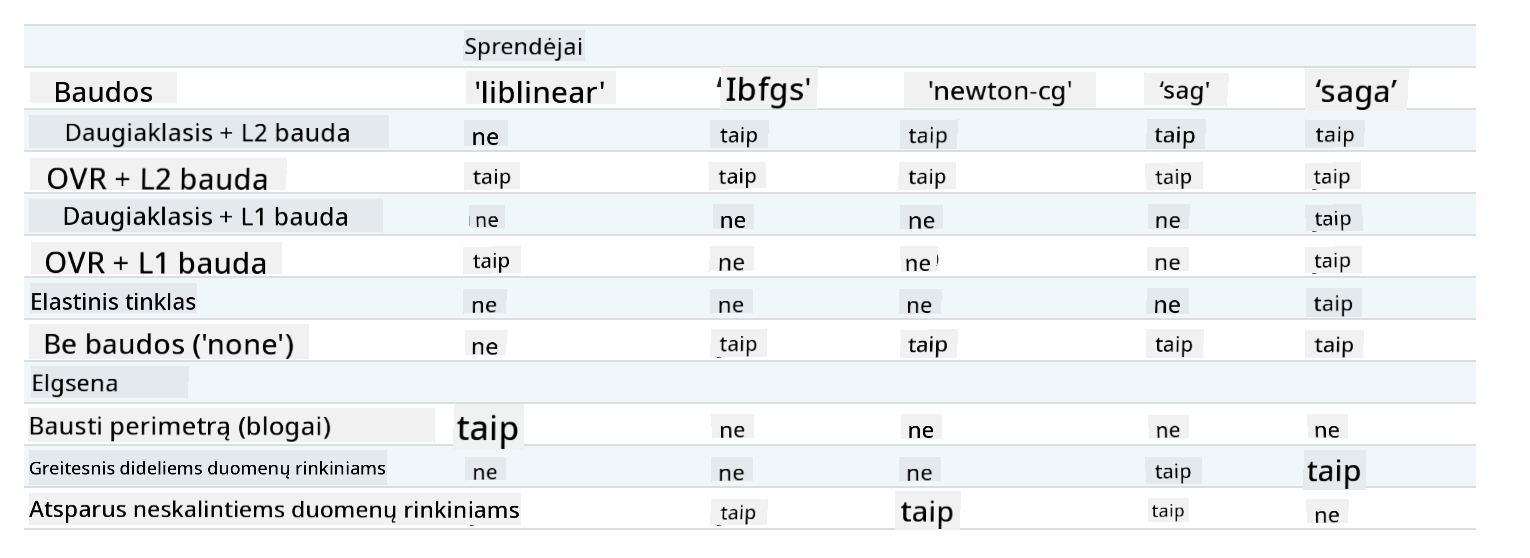 Sprendėjai
Baudos 'liblinear' ‘Ibfgs' 'newton-cg' ‘sag' ‘saga’
Daugiaklasis + L2 bauda ne taip taip taip taip
OVR + L2 bauda taip taip taip taip taip
Daugiaklasis + L1 bauda ne ne ne ne taip
OVR + L1 bauda taip ne ne ne taip
Elastinis tinklas ne ne ne ne taip
Be baudos ('none') ne taip taip taip taip
Elgsena
Bausti perimetrą (blogai) taip ne ne ne ne
Greitesnis dideliems duomenų rinkiniams ne ne ne taip taip
Atsparus neskalintiems duomenų rinkiniams taip taip taip ne